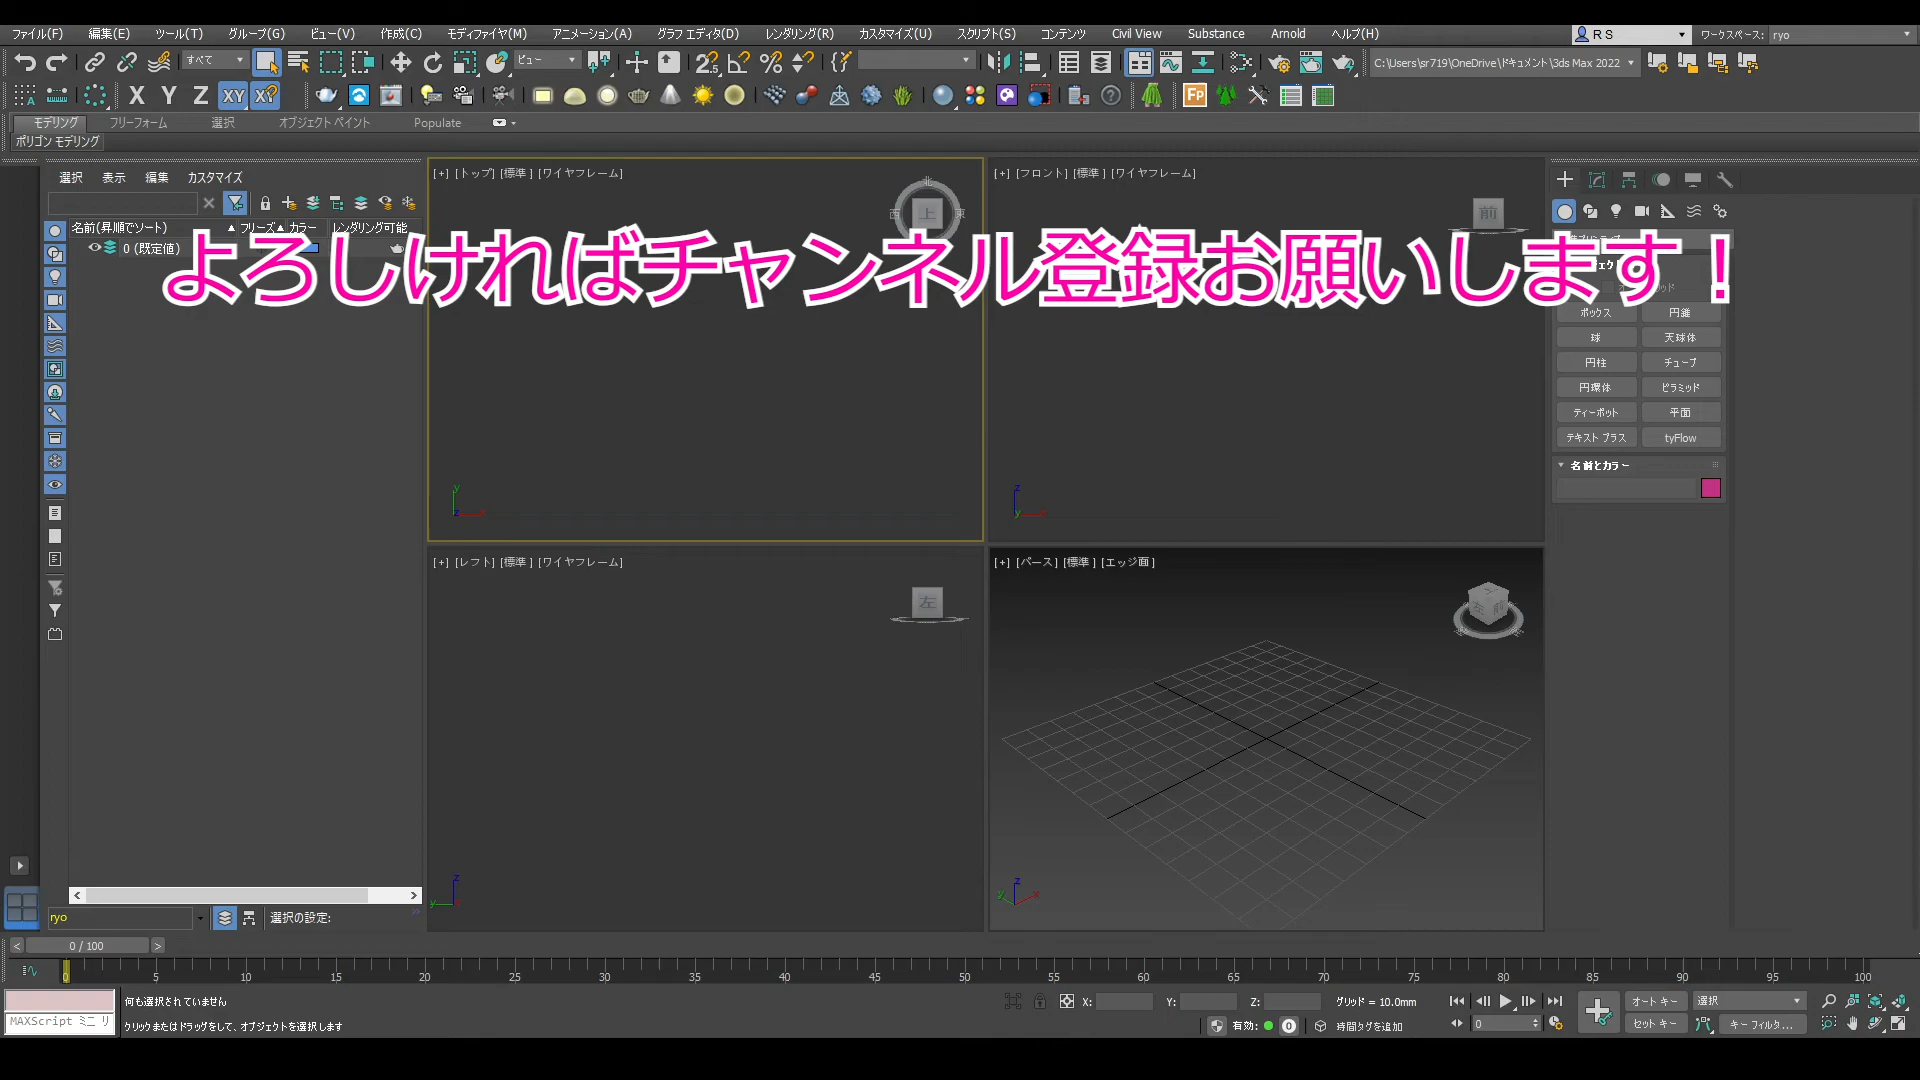 ファイル(F) 編集(E) ツール(T) グループ(G) ビュー(V) 作成(C) モディファイヤ(M) アニメーション(A) グラフ エディタ(D) レンダリング(R) カスタマイズ(U) スクリプト(S) コンテンツ Civil View Substance Arnold ヘルプ(H) R S ワークスペース: ryo
すべて ビュー C:\Users\sr719\OneDrive\ドキュメント\3ds Max 2022
X Y Z XY
モデリング フリーフォーム 選択 オブジェクト ペイント Populate
ポリゴン モデリング
選択 表示 編集 カスタマイズ
名前(昇順でソート) フリーズ カラー レンダリング可能
0 (既定値)
[+] [トップ] [標準] [ワイヤフレーム]
上
北
西
東
[+] [フロント] [標準] [ワイヤフレーム]
前
よろしければチャンネル登録お願いします！
ボックス 円錐
球 天球体
円柱 チューブ
円環体 ピラミッド
ティーポット 平面
テキスト プラス tyFlow
名前とカラー
y
z
x
z
y
x
[+] [レフト] [標準] [ワイヤフレーム]
左
z
y
[+] [パース] [標準] [エッジ面]
z
y
x
ryo 選択の設定:
< 0 / 100 >
0 5 10 15 20 25 30 35 40 45 50 55 60 65 70 75 80 85 90 95 100
何も選択されていません
MAXScript ミニ リ
クリックまたはドラッグをして、オブジェクトを選択します
X: Y: Z: グリッド = 10.0mm
有効: 0 時間タグを追加
0
オート キー 選択
セット キー キー フィルタ...